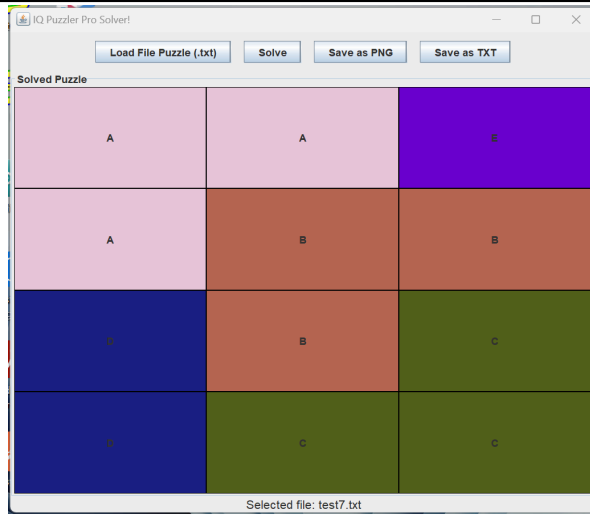 IQ Puzzler Pro Solver!
Load File Puzzle (.txt) Solve Save as PNG Save as TXT
Solved Puzzle
A A E
A B B
D B C
D C C
Selected file: test7.txt